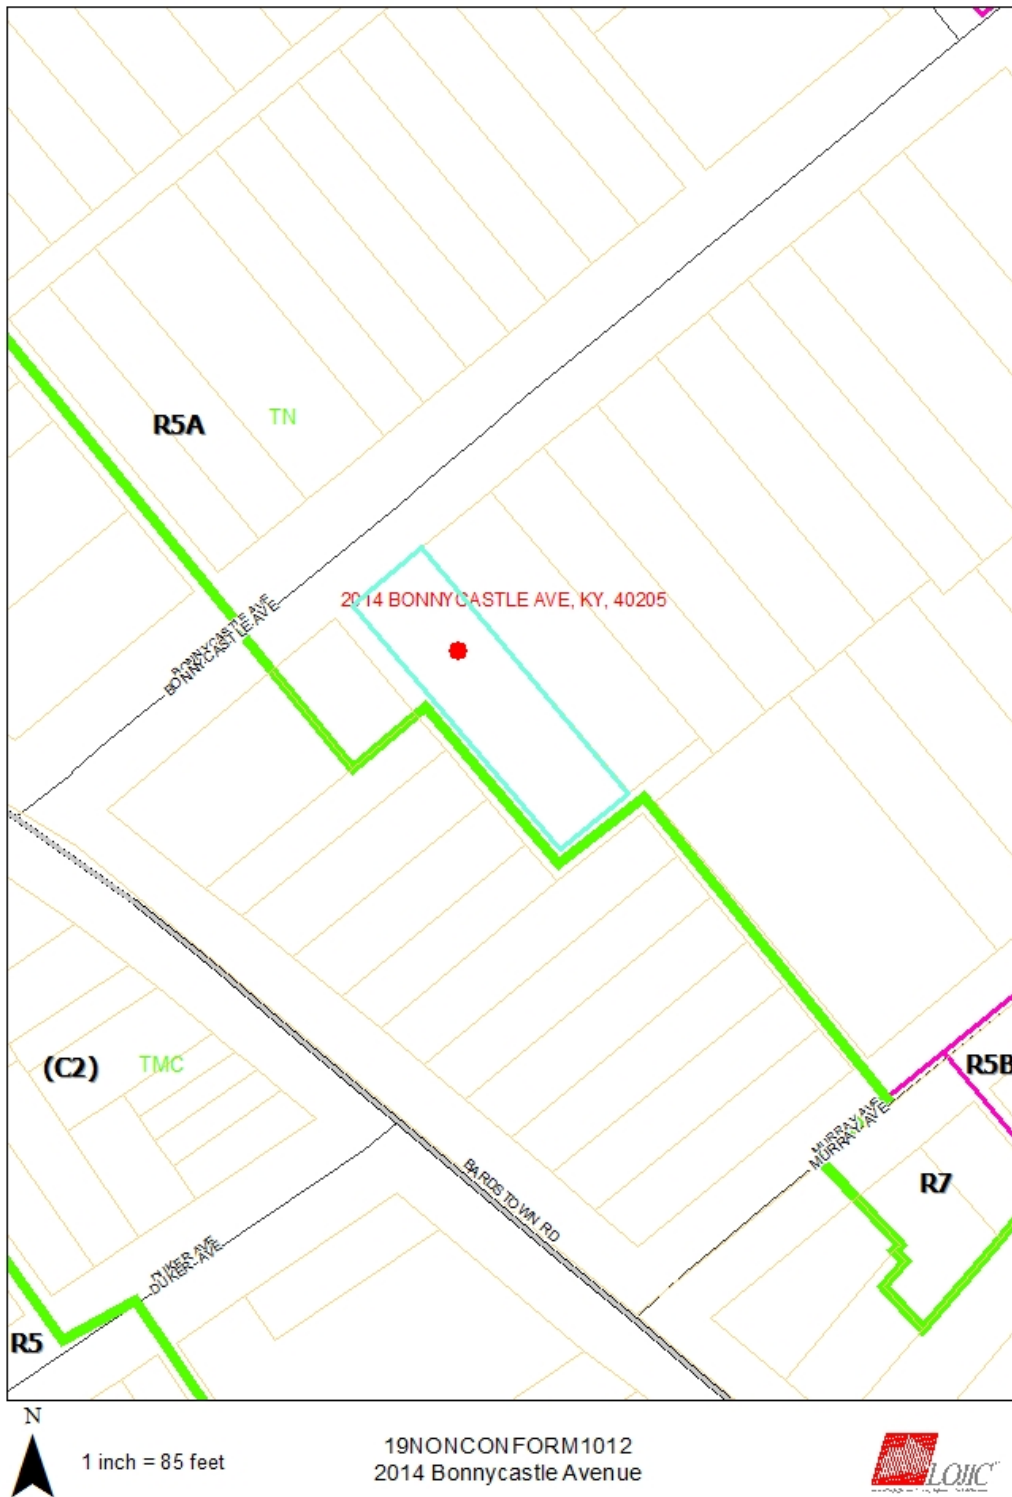 R5A
TN
2014 BONNYCASTLE AVE, KY, 40205
BONNYCASTLE AVE
BONNYCASTLE AVE
(C2)
TMC
R5B
MURRAY AVE
MURRAY AVE
R7
BARDSTOWN RD
DUKER AVE
DUKER AVE
R5
N
1 inch = 85 feet
19NONCONFORM1012
2014 Bonnycastle Avenue
LOJIC